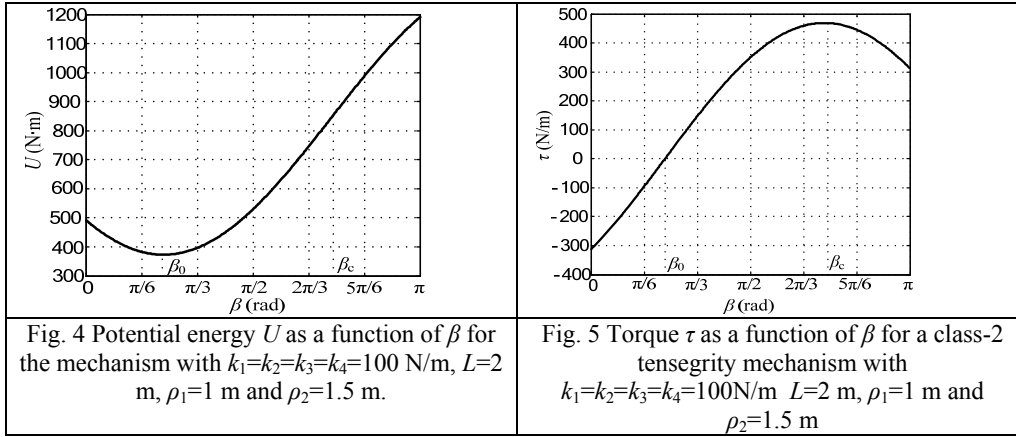 1200
1100
1000
900
800
700
600
500
400
300
U (N·m)
0
π/6
π/3
π/2
2π/3
5π/6
π
β0
βc
β (rad)
500
400
300
200
100
0
-100
-200
-300
-400
τ (N/m)
0
π/6
π/3
π/2
2π/3
5π/6
π
β0
βc
β (rad)
Fig. 4 Potential energy U as a function of β for
the mechanism with k1=k2=k3=k4=100 N/m, L=2
m, ρ1=1 m and ρ2=1.5 m.
Fig. 5 Torque τ as a function of β for a class-2
tensegrity mechanism with
k1=k2=k3=k4=100N/m L=2 m, ρ1=1 m and
ρ2=1.5 m